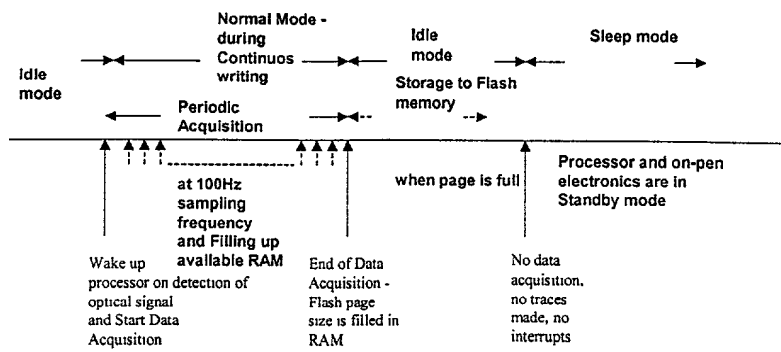 Normal Mode -
during
Continuos
writing
Idle
mode
Sleep mode
Idle
mode
Storage to Flash
memory
Periodic
Acquisition
at 100Hz
sampling
frequency
and Filling up
available RAM
when page is full
Processor and on-pen
electronics are in
Standby mode
Wake up
processor on detection of
optical signal
and Start Data
Acquisition
End of Data
Acquisition -
Flash page
size is filled in
RAM
No data
acquisition,
no traces
made, no
interrupts